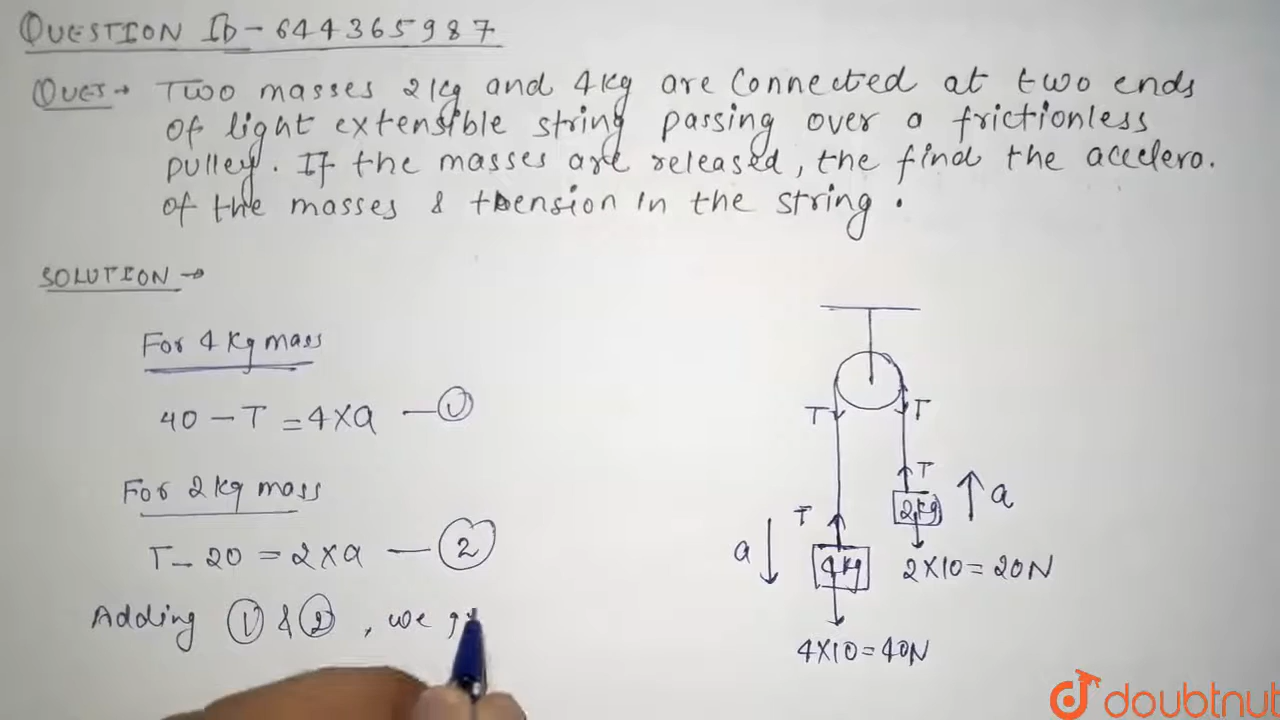 QUESTION ID - 644365987
QUES → Two masses 2kg and 4kg are connected at two ends
of light extensible string passing over a frictionless
pulley. If the masses are released, the find the accelera.
of the masses & tension in the string.
SOLUTION →
For 4 Kg mass
40 - T = 4 X a — ①
For 2 kg mass
T - 20 = 2 X a — ②
Adding ① & ②, we
T
T
T
T
a
a
2kg
4kg
2 X 10 = 20N
4 X 10 = 40N
doubtnut